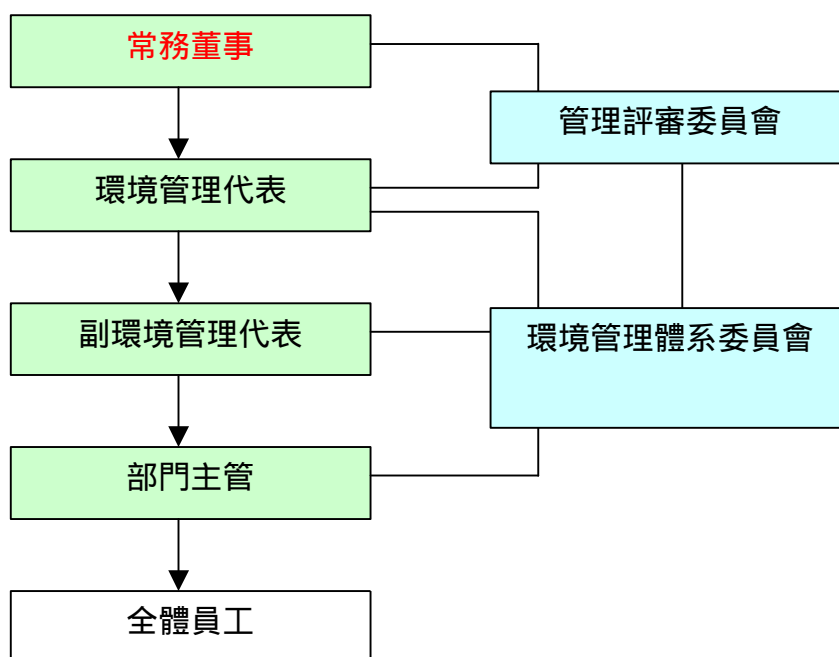 常務董事
管理評審委員會
環境管理代表
副環境管理代表
環境管理體系委員會
部門主管
全體員工